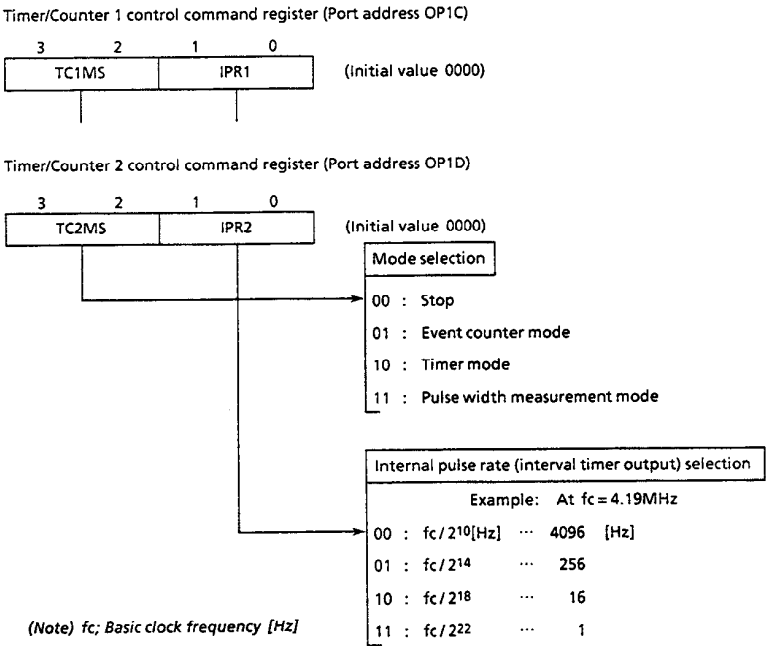 Timer/Counter 1 control command register (Port address OP1C)
3 2 1 0
TC1MS IPR1 (Initial value 0000)
Timer/Counter 2 control command register (Port address OP1D)
3 2 1 0
TC2MS IPR2 (Initial value 0000)
Mode selection
00 : Stop
01 : Event counter mode
10 : Timer mode
11 : Pulse width measurement mode
Internal pulse rate (interval timer output) selection
Example: At fc=4.19MHz
00 : fc/2¹⁰[Hz] ··· 4096 [Hz]
01 : fc/2¹⁴ ··· 256
10 : fc/2¹⁸ ··· 16
11 : fc/2²² ··· 1
(Note) fc; Basic clock frequency [Hz]